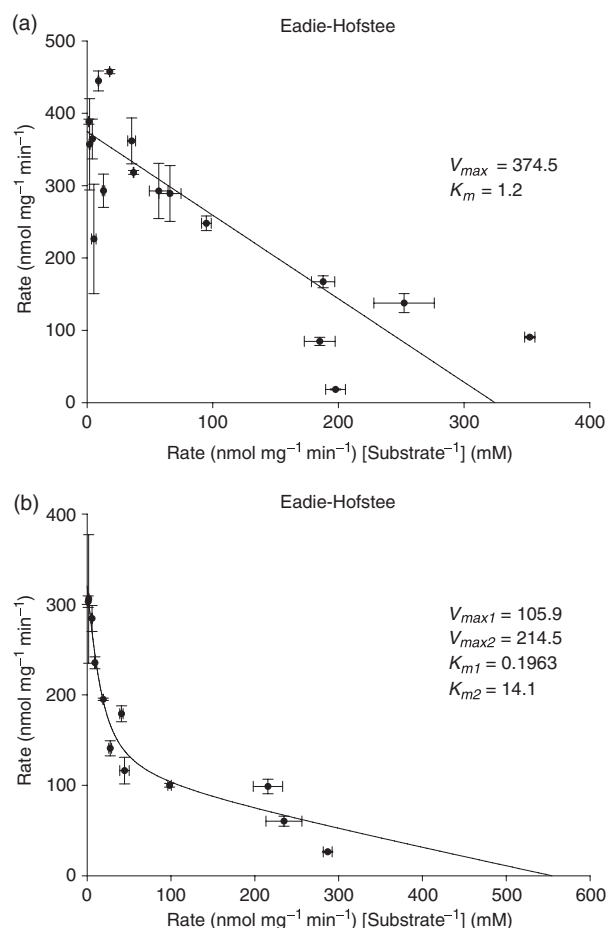 (a)
Eadie-Hofstee
500
400
300
200
100
0
Rate (nmol mg⁻¹ min⁻¹)
V_max = 374.5
K_m = 1.2
0 100 200 300 400
Rate (nmol mg⁻¹ min⁻¹) [Substrate⁻¹] (mM)
(b)
Eadie-Hofstee
400
300
200
100
0
Rate (nmol mg⁻¹ min⁻¹)
V_max1 = 105.9
V_max2 = 214.5
K_m1 = 0.1963
K_m2 = 14.1
0 100 200 300 400 500 600
Rate (nmol mg⁻¹ min⁻¹) [Substrate⁻¹] (mM)